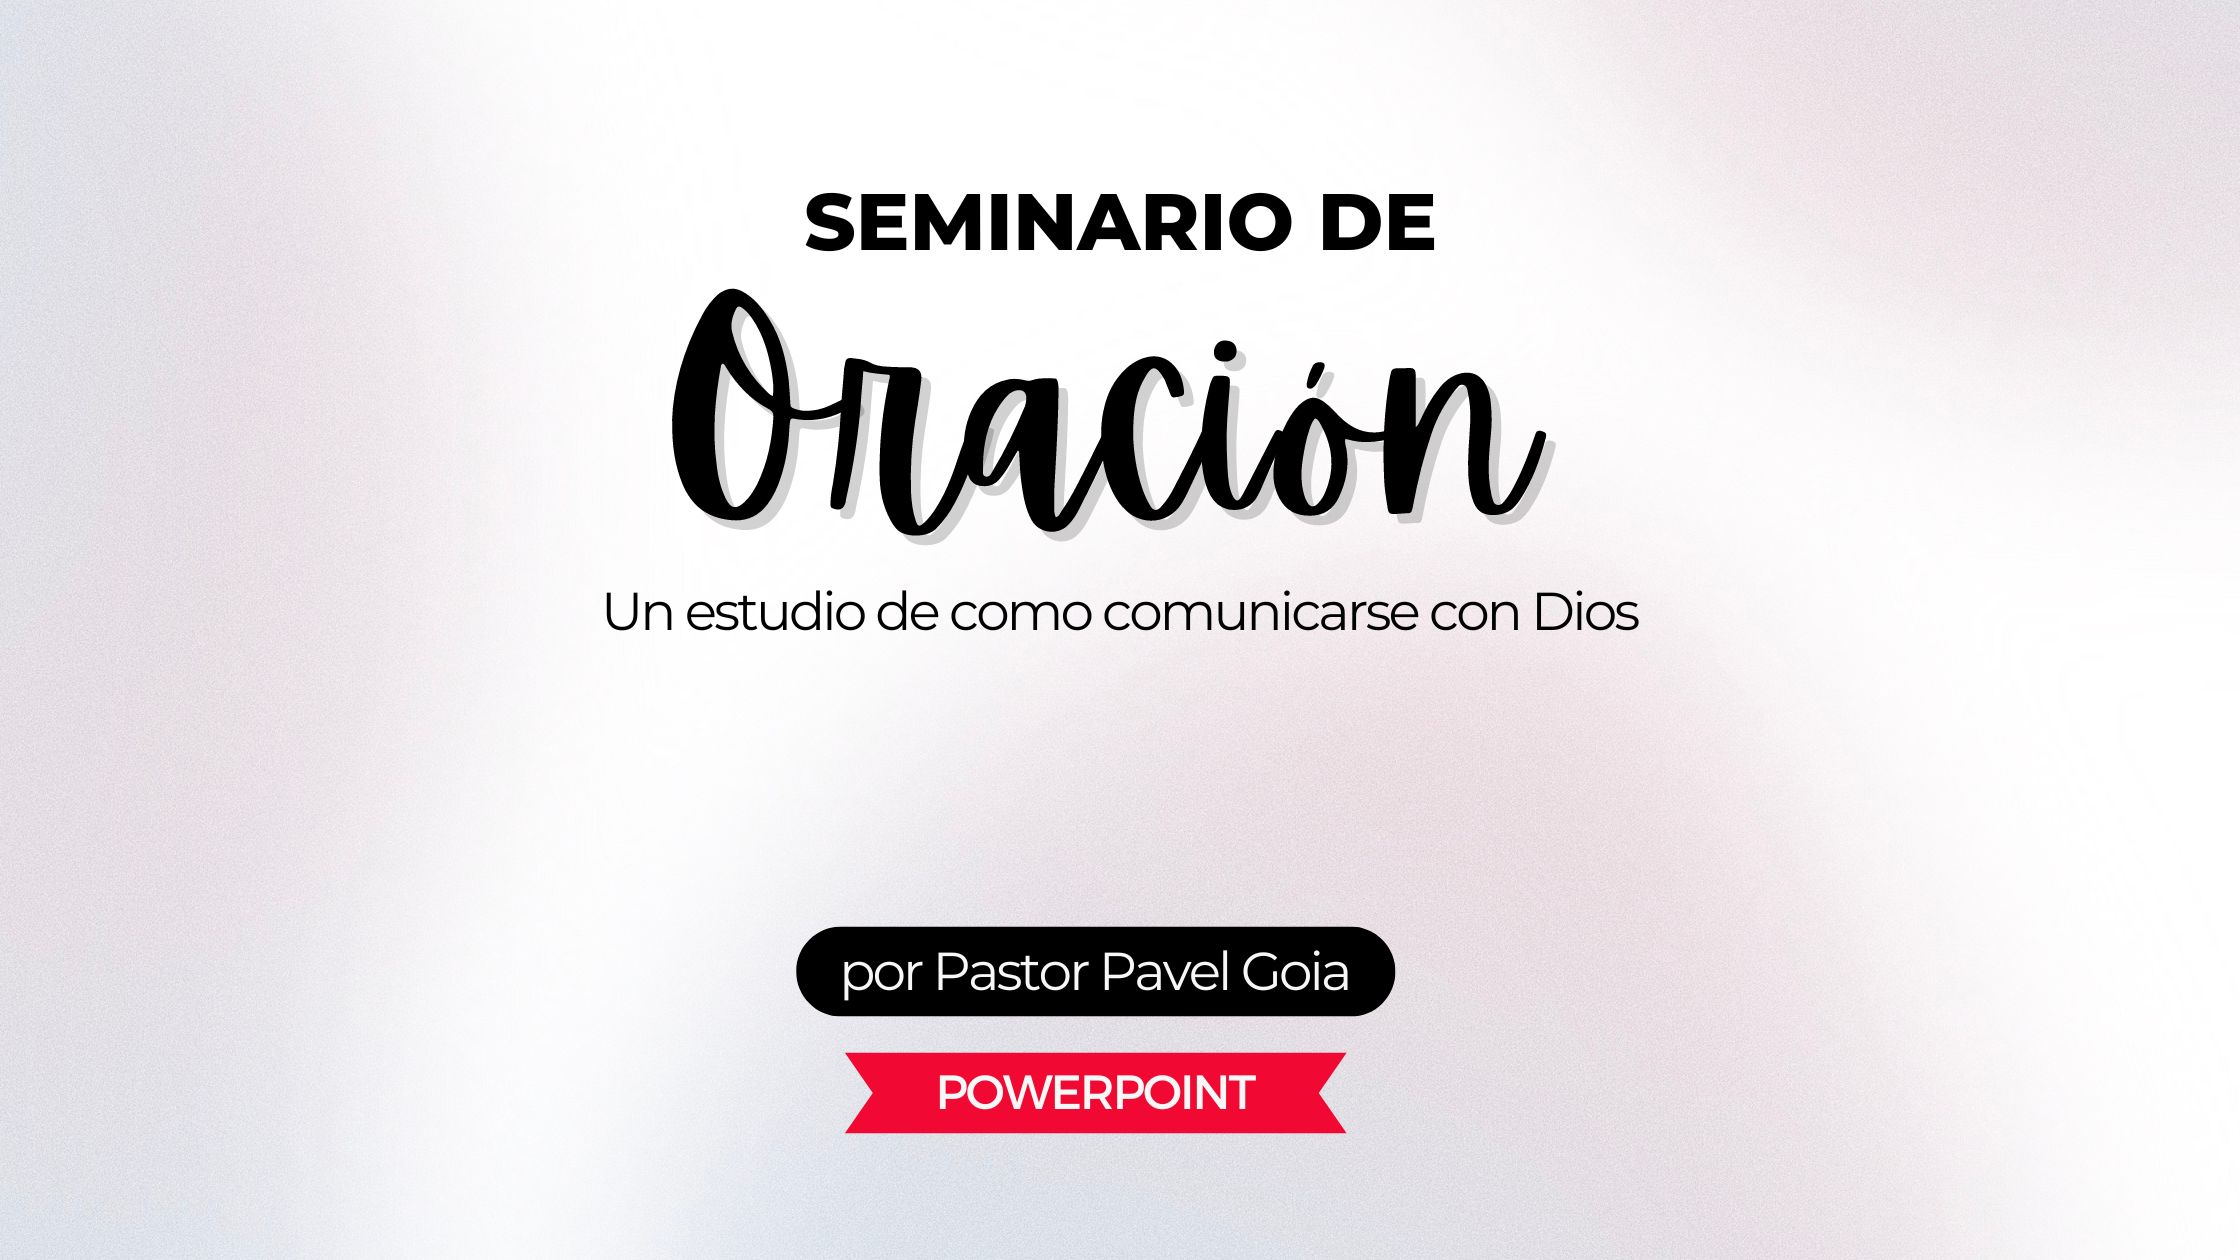 SEMINARIO DE
Oración
Un estudio de como comunicarse con Dios
por Pastor Pavel Goia
POWERPOINT